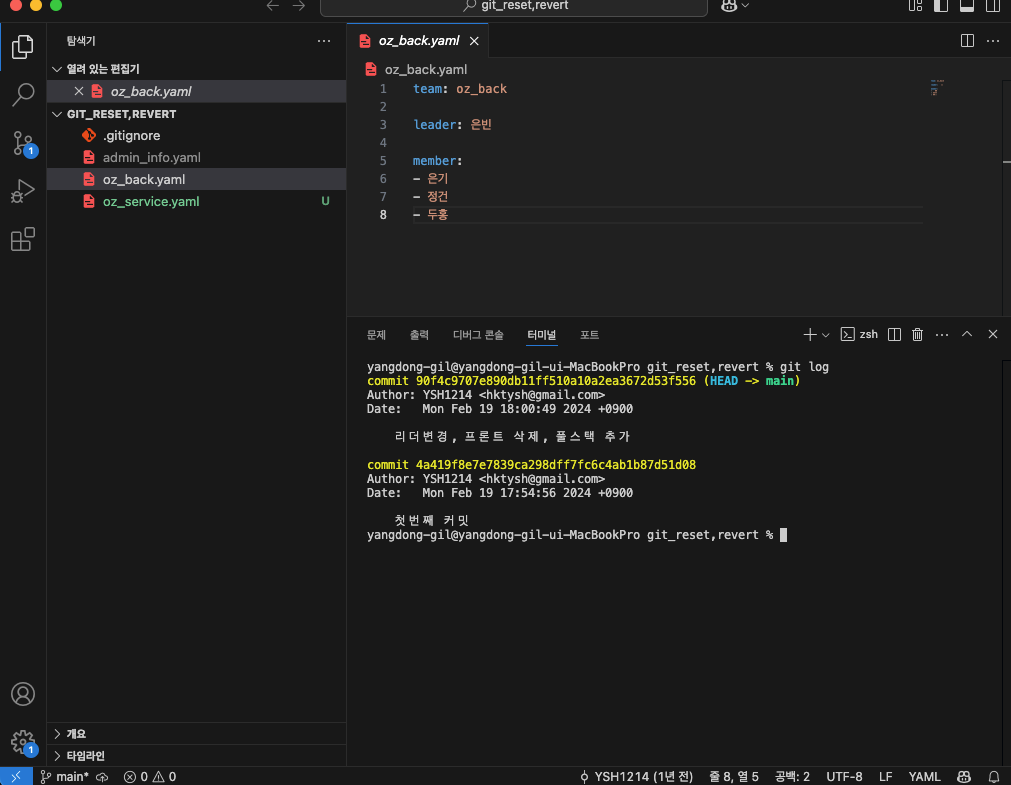 git_reset,revert
탐색기
열려 있는 편집기
oz_back.yaml
GIT_RESET,REVERT
.gitignore
admin_info.yaml
oz_back.yaml
oz_service.yaml U
1
1
개요
타임라인
oz_back.yaml
oz_back.yaml
1 team: oz_back
2
3 leader: 은빈
4
5 member:
6 - 은기
7 - 정건
8 - 두홍
문제 출력 디버그 콘솔 터미널 포트
zsh
yangdong-gil@yangdong-gil-ui-MacBookPro git_reset,revert % git log
commit 90f4c9707e890db11ff510a10a2ea3672d53f556 (HEAD -> main)
Author: YSH1214 <hktysh@gmail.com>
Date:   Mon Feb 19 18:00:49 2024 +0900
리더변경, 프론트 삭제, 풀스택 추가
commit 4a419f8e7e7839ca298dff7fc6c4ab1b87d51d08
Author: YSH1214 <hktysh@gmail.com>
Date:   Mon Feb 19 17:54:56 2024 +0900
첫번째 커밋
yangdong-gil@yangdong-gil-ui-MacBookPro git_reset,revert %
main* 0 0 YSH1214 (1년 전) 줄 8, 열 5 공백: 2 UTF-8 LF YAML